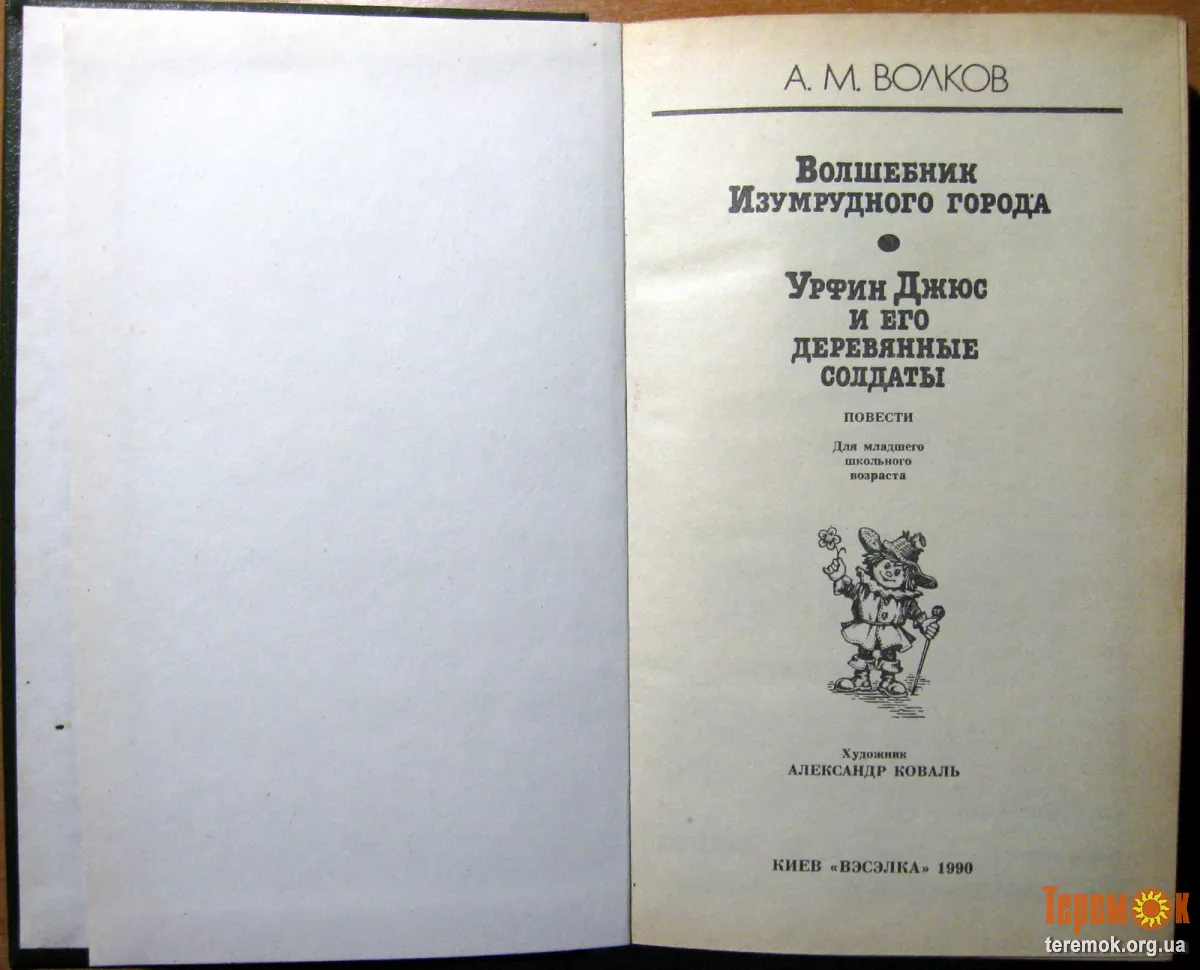 А. М. ВОЛКОВ
ВОЛШЕБНИК
ИЗУМРУДНОГО ГОРОДА
УРФИН ДЖЮС
И ЕГО
ДЕРЕВЯННЫЕ
СОЛДАТЫ
ПОВЕСТИ
Для младшего
школьного
возраста
Художник
АЛЕКСАНДР КОВАЛЬ
КИЕВ «ВЭСЭЛКА» 1990
Теремок
teremok.org.ua